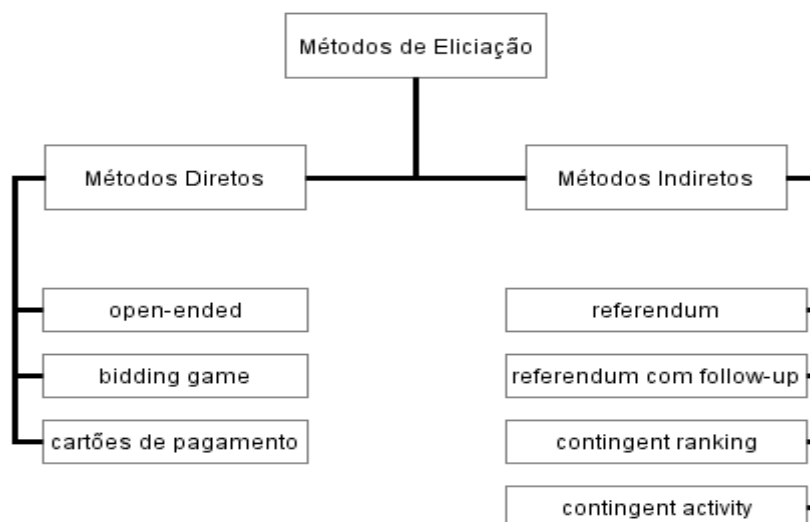 Métodos de Eliciação
Métodos Diretos
Métodos Indiretos
open-ended
referendum
bidding game
referendum com follow-up
cartões de pagamento
contingent ranking
contingent activity